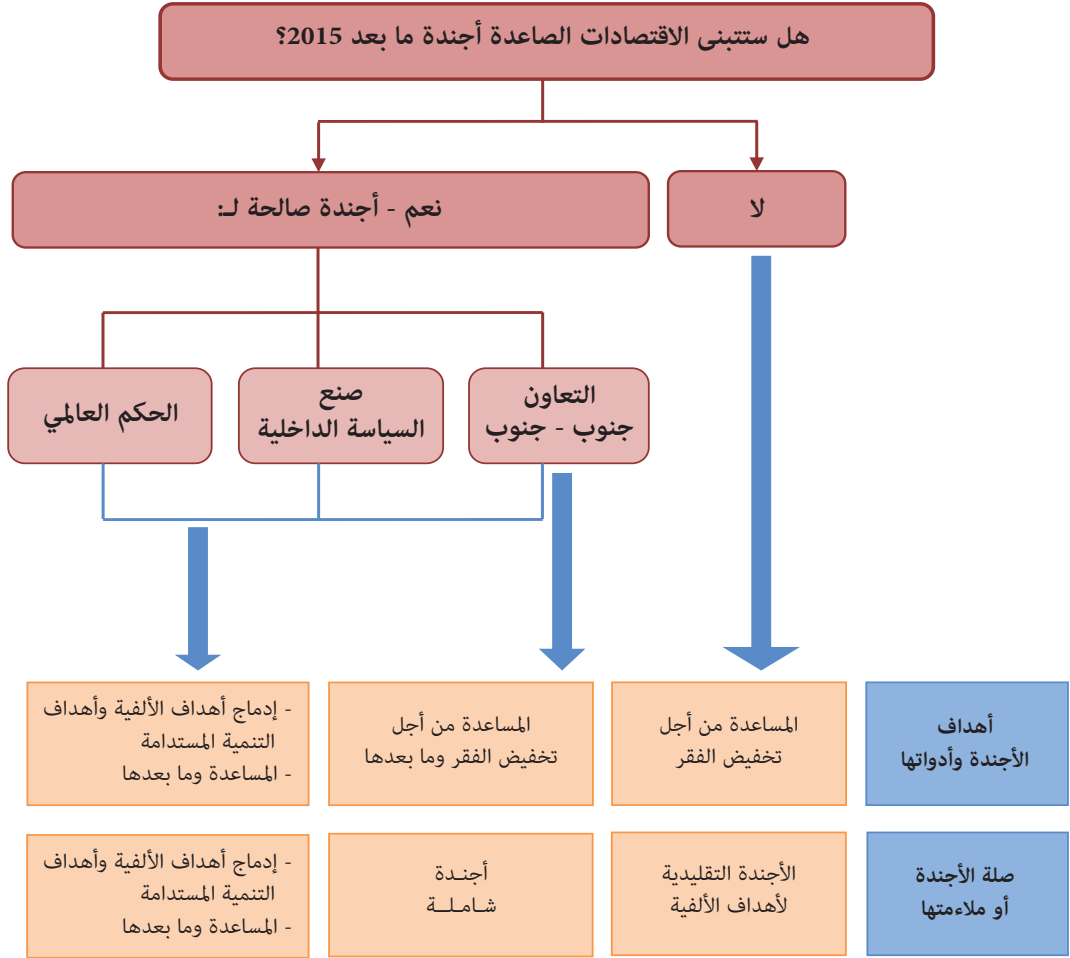 هل ستتبنى الاقتصادات الصاعدة أجندة ما بعد 2015؟
لا
نعم - أجندة صالحة لـ:
التعاون
جنوب - جنوب
صنع
السياسة الداخلية
الحكم العالمي
أهداف
الأجندة وأدواتها
المساعدة من أجل
تخفيض الفقر
المساعدة من أجل
تخفيض الفقر وما بعدها
- إدماج أهداف الألفية وأهداف
التنمية المستدامة
- المساعدة وما بعدها
صلة الأجندة
أو ملاءمتها
الأجندة التقليدية
لأهداف الألفية
أجنـدة
شـامـلـــة
- إدماج أهداف الألفية وأهداف
التنمية المستدامة
- المساعدة وما بعدها